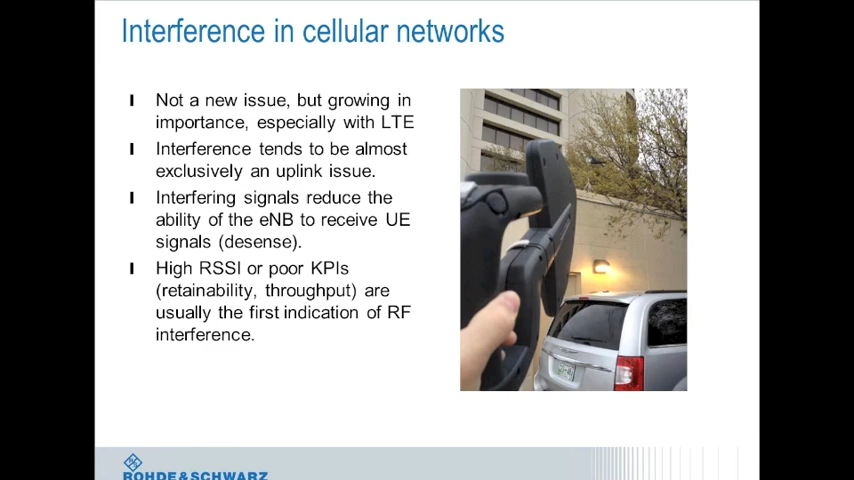 Interference in cellular networks
Not a new issue, but growing in
importance, especially with LTE
Interference tends to be almost
exclusively an uplink issue.
Interfering signals reduce the
ability of the eNB to receive UE
signals (desense).
High RSSI or poor KPIs
(retainability, throughput) are
usually the first indication of RF
interference.
ROHDE&SCHWARZ